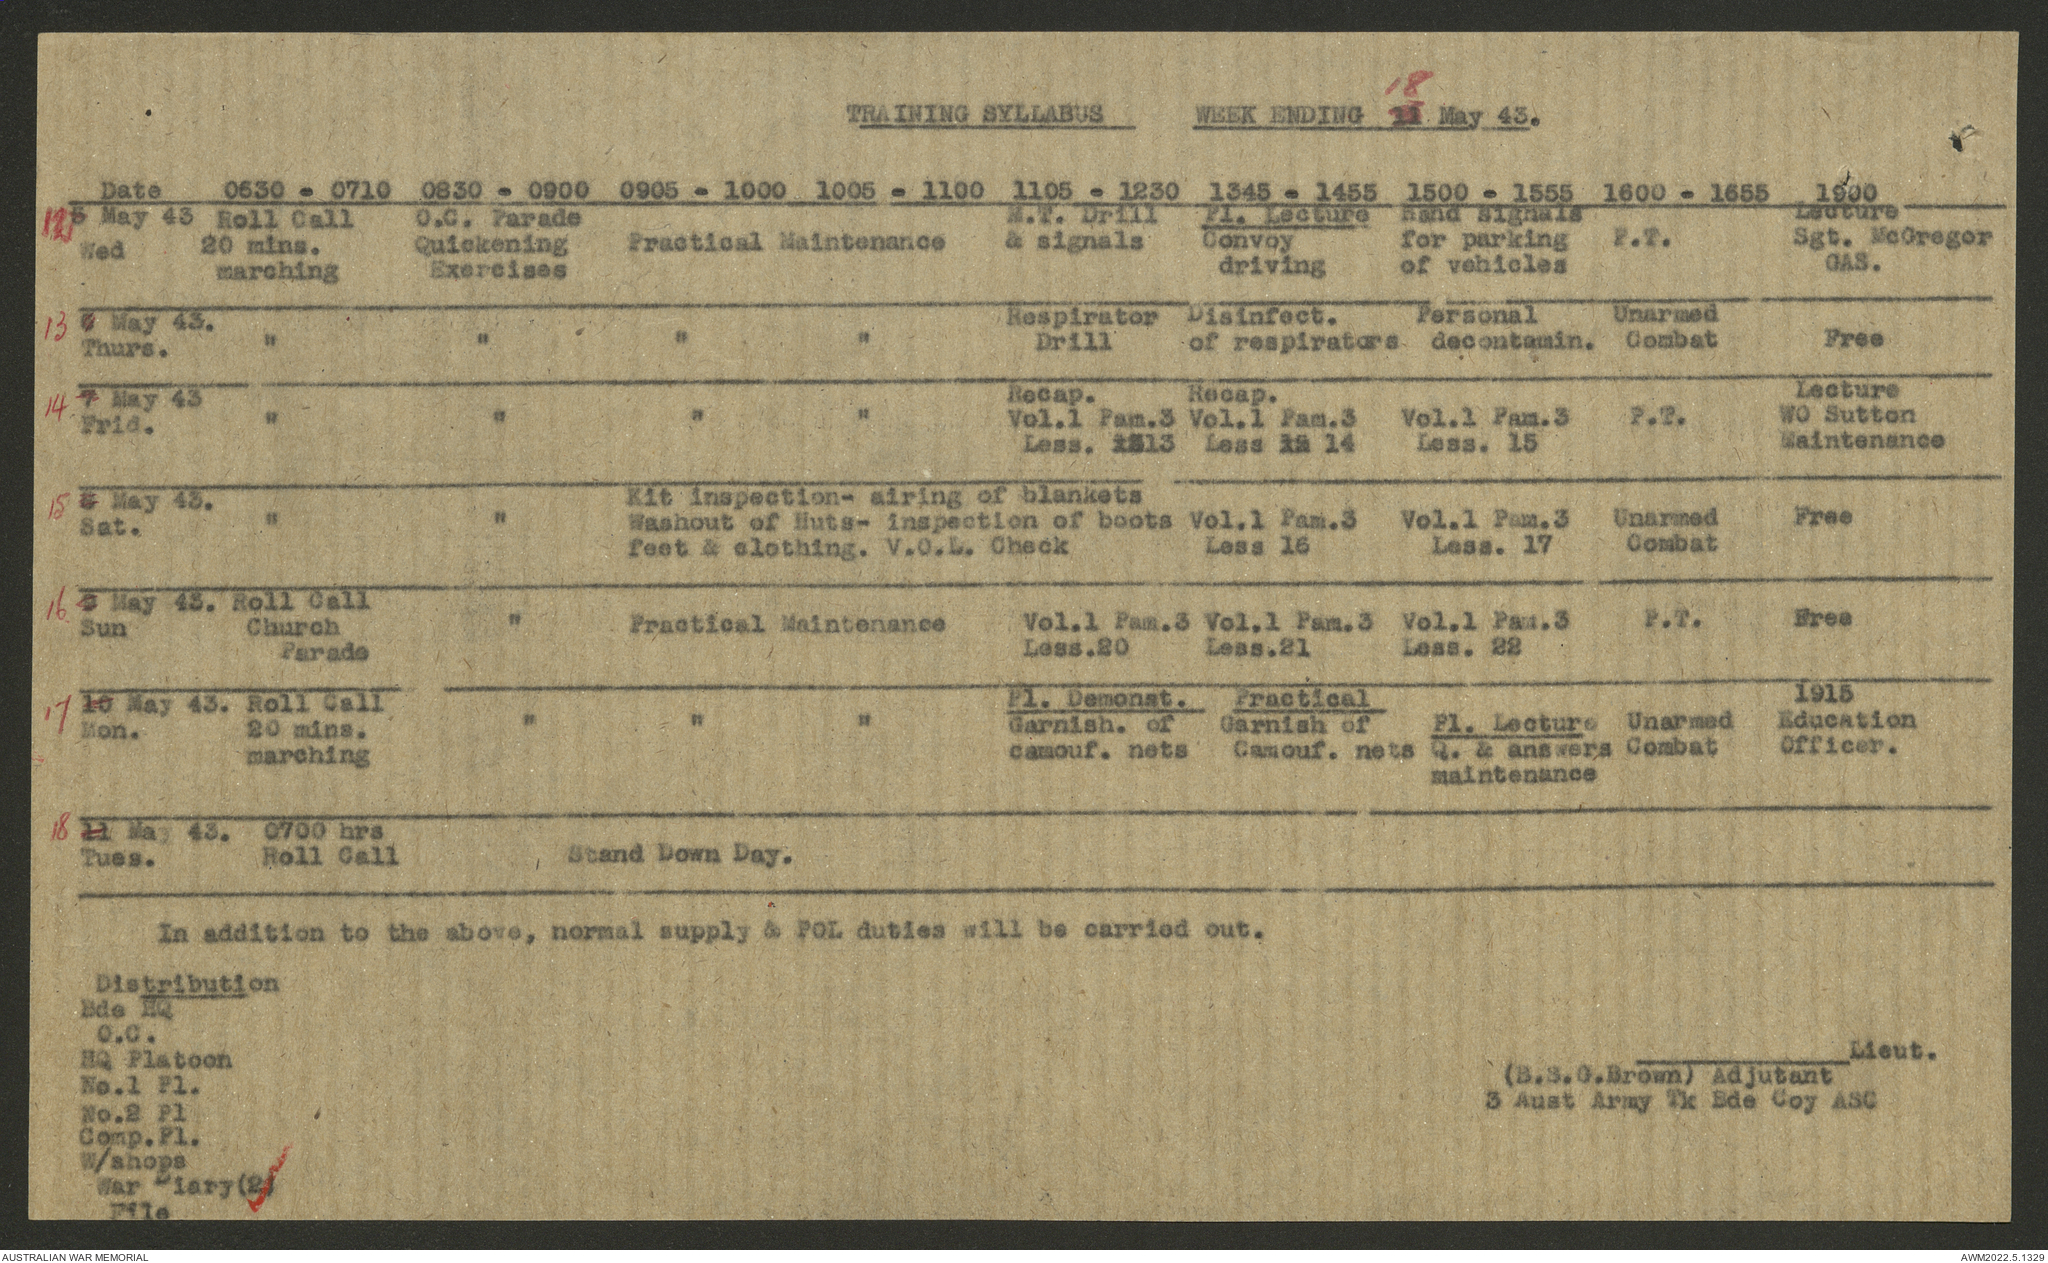 18
TRAINING SYLLABUS WEEK ENDING 11 May 43.
Date 0630 - 0710 0830 - 0900 0905 - 1000 1005 - 1100 1105 - 1230 1345 - 1455 1500 - 1555 1600 - 1655 1900
12 5 May 43 Roll Call O.C. Parade M.T. Drill Pl. Lecture Hand signals Lecture
Wed 20 mins. Quickening Practical Maintenance & signals Convoy for parking P.T. Sgt. McGregor
marching Exercises driving of vehicles GAS.
13 6 May 43. Respirator Disinfect. Personal Unarmed
Thurs. " " " " Drill of respirators decontamin. Combat Free
14 7 May 43 Recap. Recap. Lecture
Frid. " " " " Vol.1 Pam.3 Vol.1 Pam.3 Vol.1 Pam.3 P.T. WO Sutton
Less. 13 Less 14 Less. 15 Maintenance
15 8 May 43. Kit inspection- airing of blankets
Sat. " " Washout of Huts- inspection of boots Vol.1 Pam.3 Vol.1 Pam.3 Unarmed Free
feet & clothing. V.O.L. Check Less 16 Less. 17 Combat
16 9 May 43. Roll Call
Sun Church " Practical Maintenance Vol.1 Pam.3 Vol.1 Pam.3 Vol.1 Pam.3 P.T. Free
Parade Less.20 Less.21 Less. 22
17 10 May 43. Roll Call Pl. Demonst. Practical 1915
Mon. 20 mins. " " " Garnish. of Garnish of Pl. Lecture Unarmed Education
marching camouf. nets Camouf. nets Q. & answers Combat Officer.
maintenance
18 11 May 43. 0700 hrs
Tues. Roll Call Stand Down Day.
In addition to the above, normal supply & POL duties will be carried out.
Distribution
Bde HQ
O.C.
HQ Platoon
No.1 Pl.
No.2 Pl
Comp.Pl.
W/shops
War Diary(2)
File
Lieut.
(B.S.G.Brown) Adjutant
3 Aust Army Tk Bde Coy ASC
AUSTRALIAN WAR MEMORIAL
AWM2022.5.1329